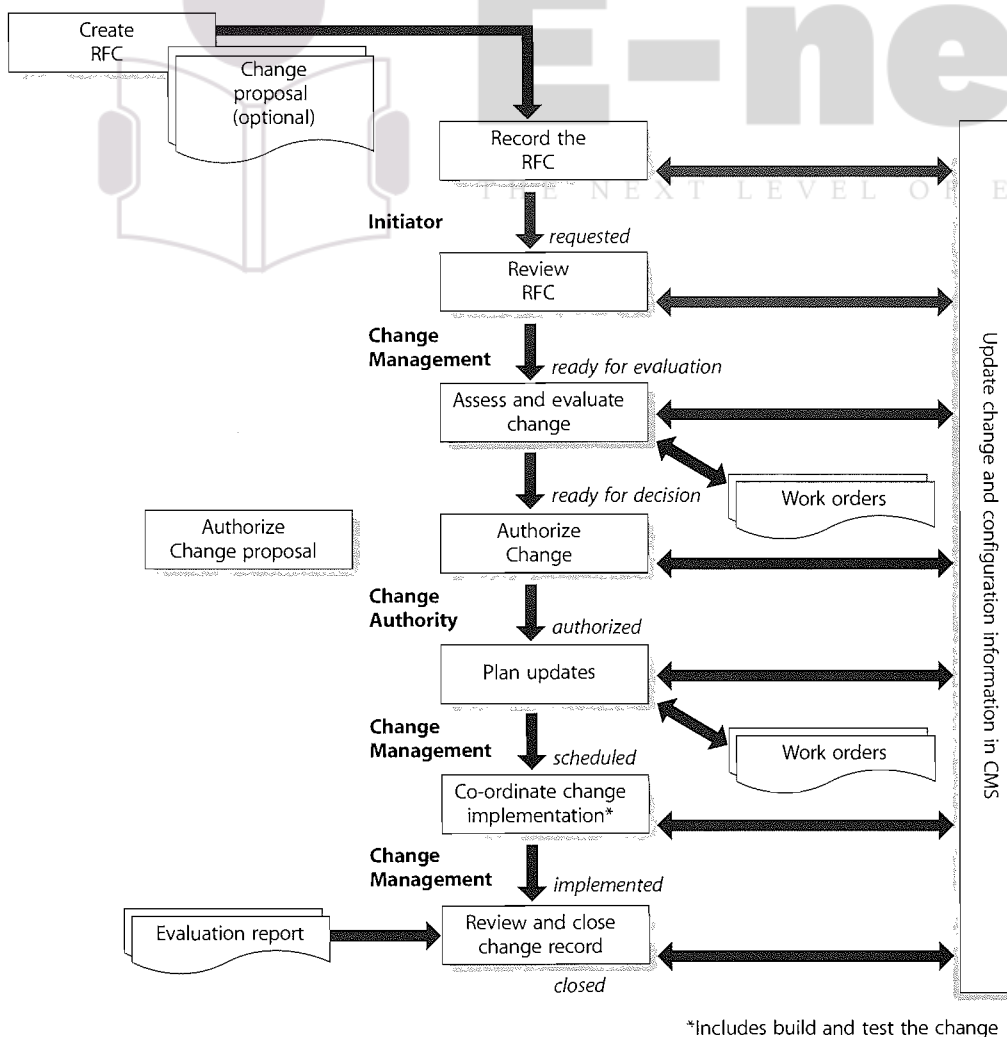 E-ne
THE NEXT LEVEL OF E
Create
RFC
Change
proposal
(optional)
Record the
RFC
Initiator
requested
Review
RFC
Change
Management
ready for evaluation
Assess and evaluate
change
Work orders
ready for decision
Authorize
Change proposal
Authorize
Change
Change
Authority
authorized
Plan updates
Change
Management
scheduled
Work orders
Co-ordinate change
implementation*
Change
Management
implemented
Evaluation report
Review and close
change record
closed
Update change and configuration information in CMS
*Includes build and test the change